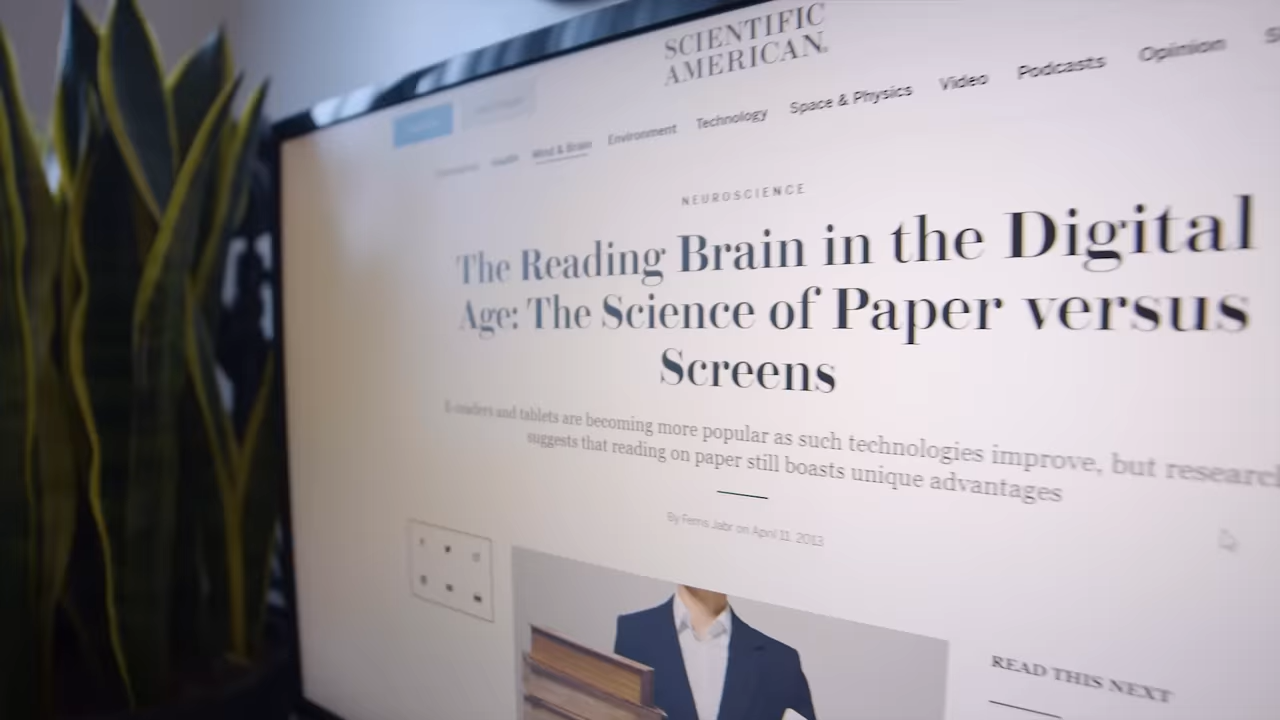 SCIENTIFIC
AMERICAN.
Health Mind & Brain Environment Technology Space & Physics Video Podcasts Opinion
NEUROSCIENCE
The Reading Brain in the Digital
Age: The Science of Paper versus
Screens
E-readers and tablets are becoming more popular as such technologies improve, but research
suggests that reading on paper still boasts unique advantages
By Ferris Jabr on April 11, 2013
READ THIS NEXT